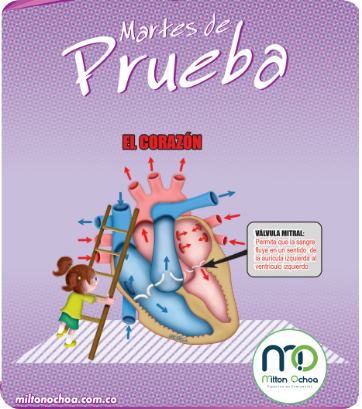 Martes de
Prueba
EL CORAZÓN
VÁLVULA MITRAL:
Permite que la sangre
fluya en un sentido, de
la aurícula izquierda al
ventrículo izquierdo.
Milton Ochoa
miltonochoa.com.co